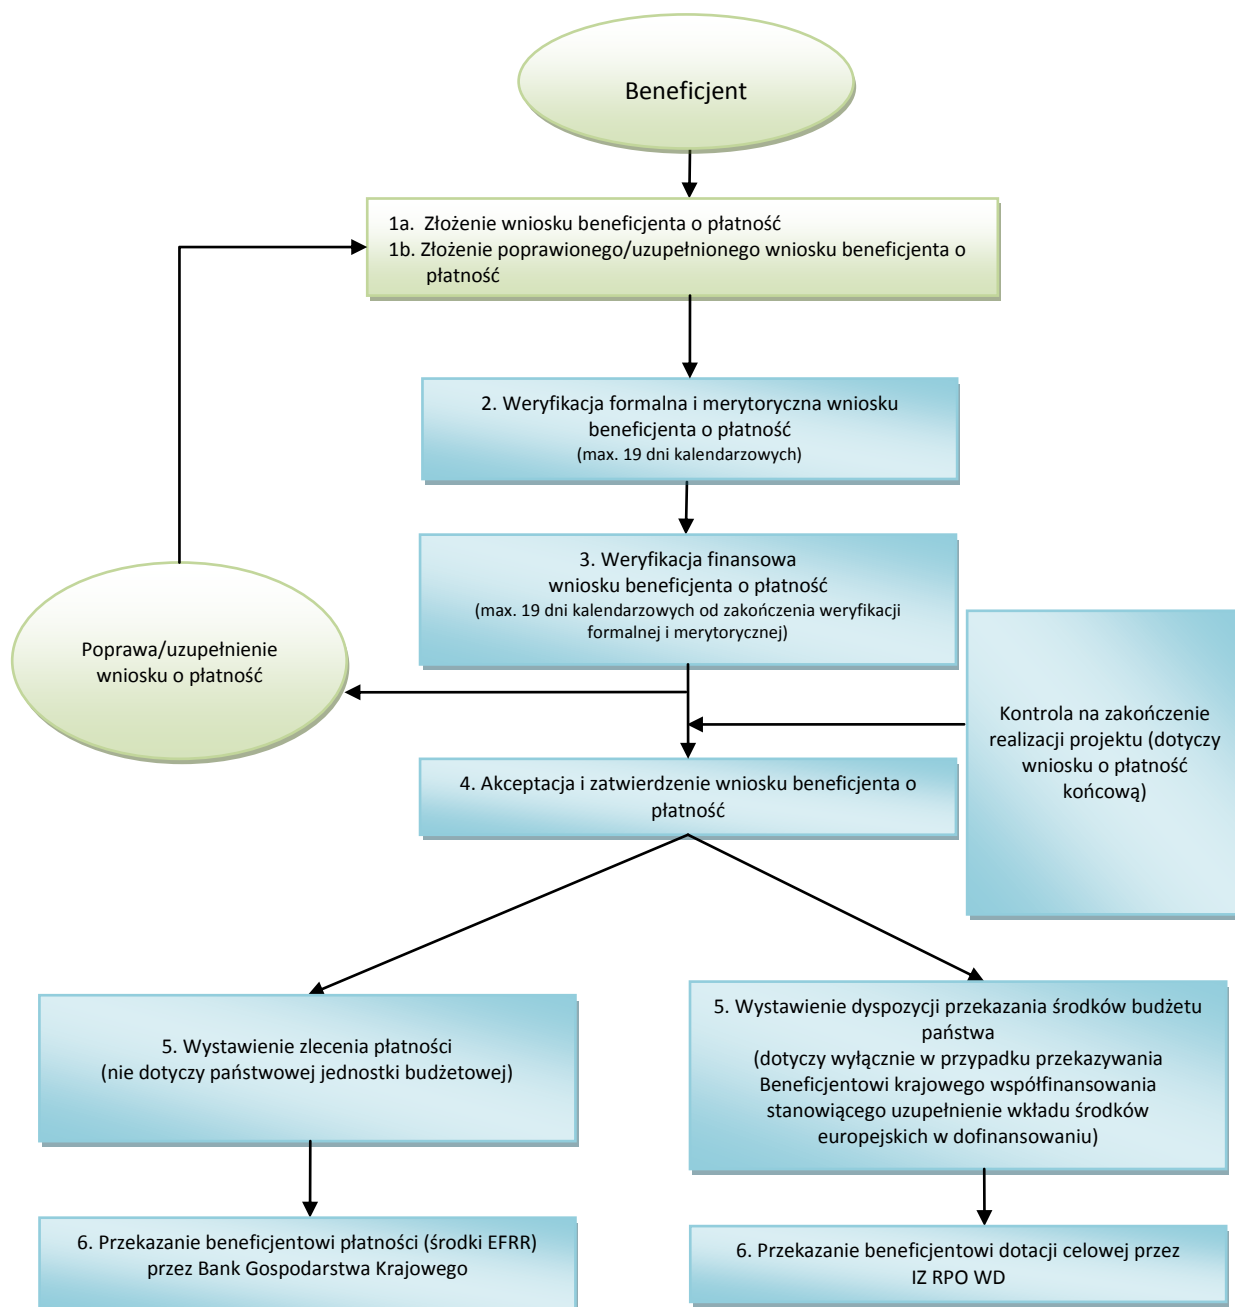 Beneficjent
1a. Złożenie wniosku beneficjenta o płatność
1b. Złożenie poprawionego/uzupełnionego wniosku beneficjenta o
płatność
2. Weryfikacja formalna i merytoryczna wniosku
beneficjenta o płatność
(max. 19 dni kalendarzowych)
3. Weryfikacja finansowa
wniosku beneficjenta o płatność
(max. 19 dni kalendarzowych od zakończenia weryfikacji
formalnej i merytorycznej)
Poprawa/uzupełnienie
wniosku o płatność
Kontrola na zakończenie
realizacji projektu (dotyczy
wniosku o płatność
końcową)
4. Akceptacja i zatwierdzenie wniosku beneficjenta o
płatność
5. Wystawienie zlecenia płatności
(nie dotyczy państwowej jednostki budżetowej)
5. Wystawienie dyspozycji przekazania środków budżetu
państwa
(dotyczy wyłącznie w przypadku przekazywania
Beneficjentowi krajowego współfinansowania
stanowiącego uzupełnienie wkładu środków
europejskich w dofinansowaniu)
6. Przekazanie beneficjentowi płatności (środki EFRR)
przez Bank Gospodarstwa Krajowego
6. Przekazanie beneficjentowi dotacji celowej przez
IZ RPO WD